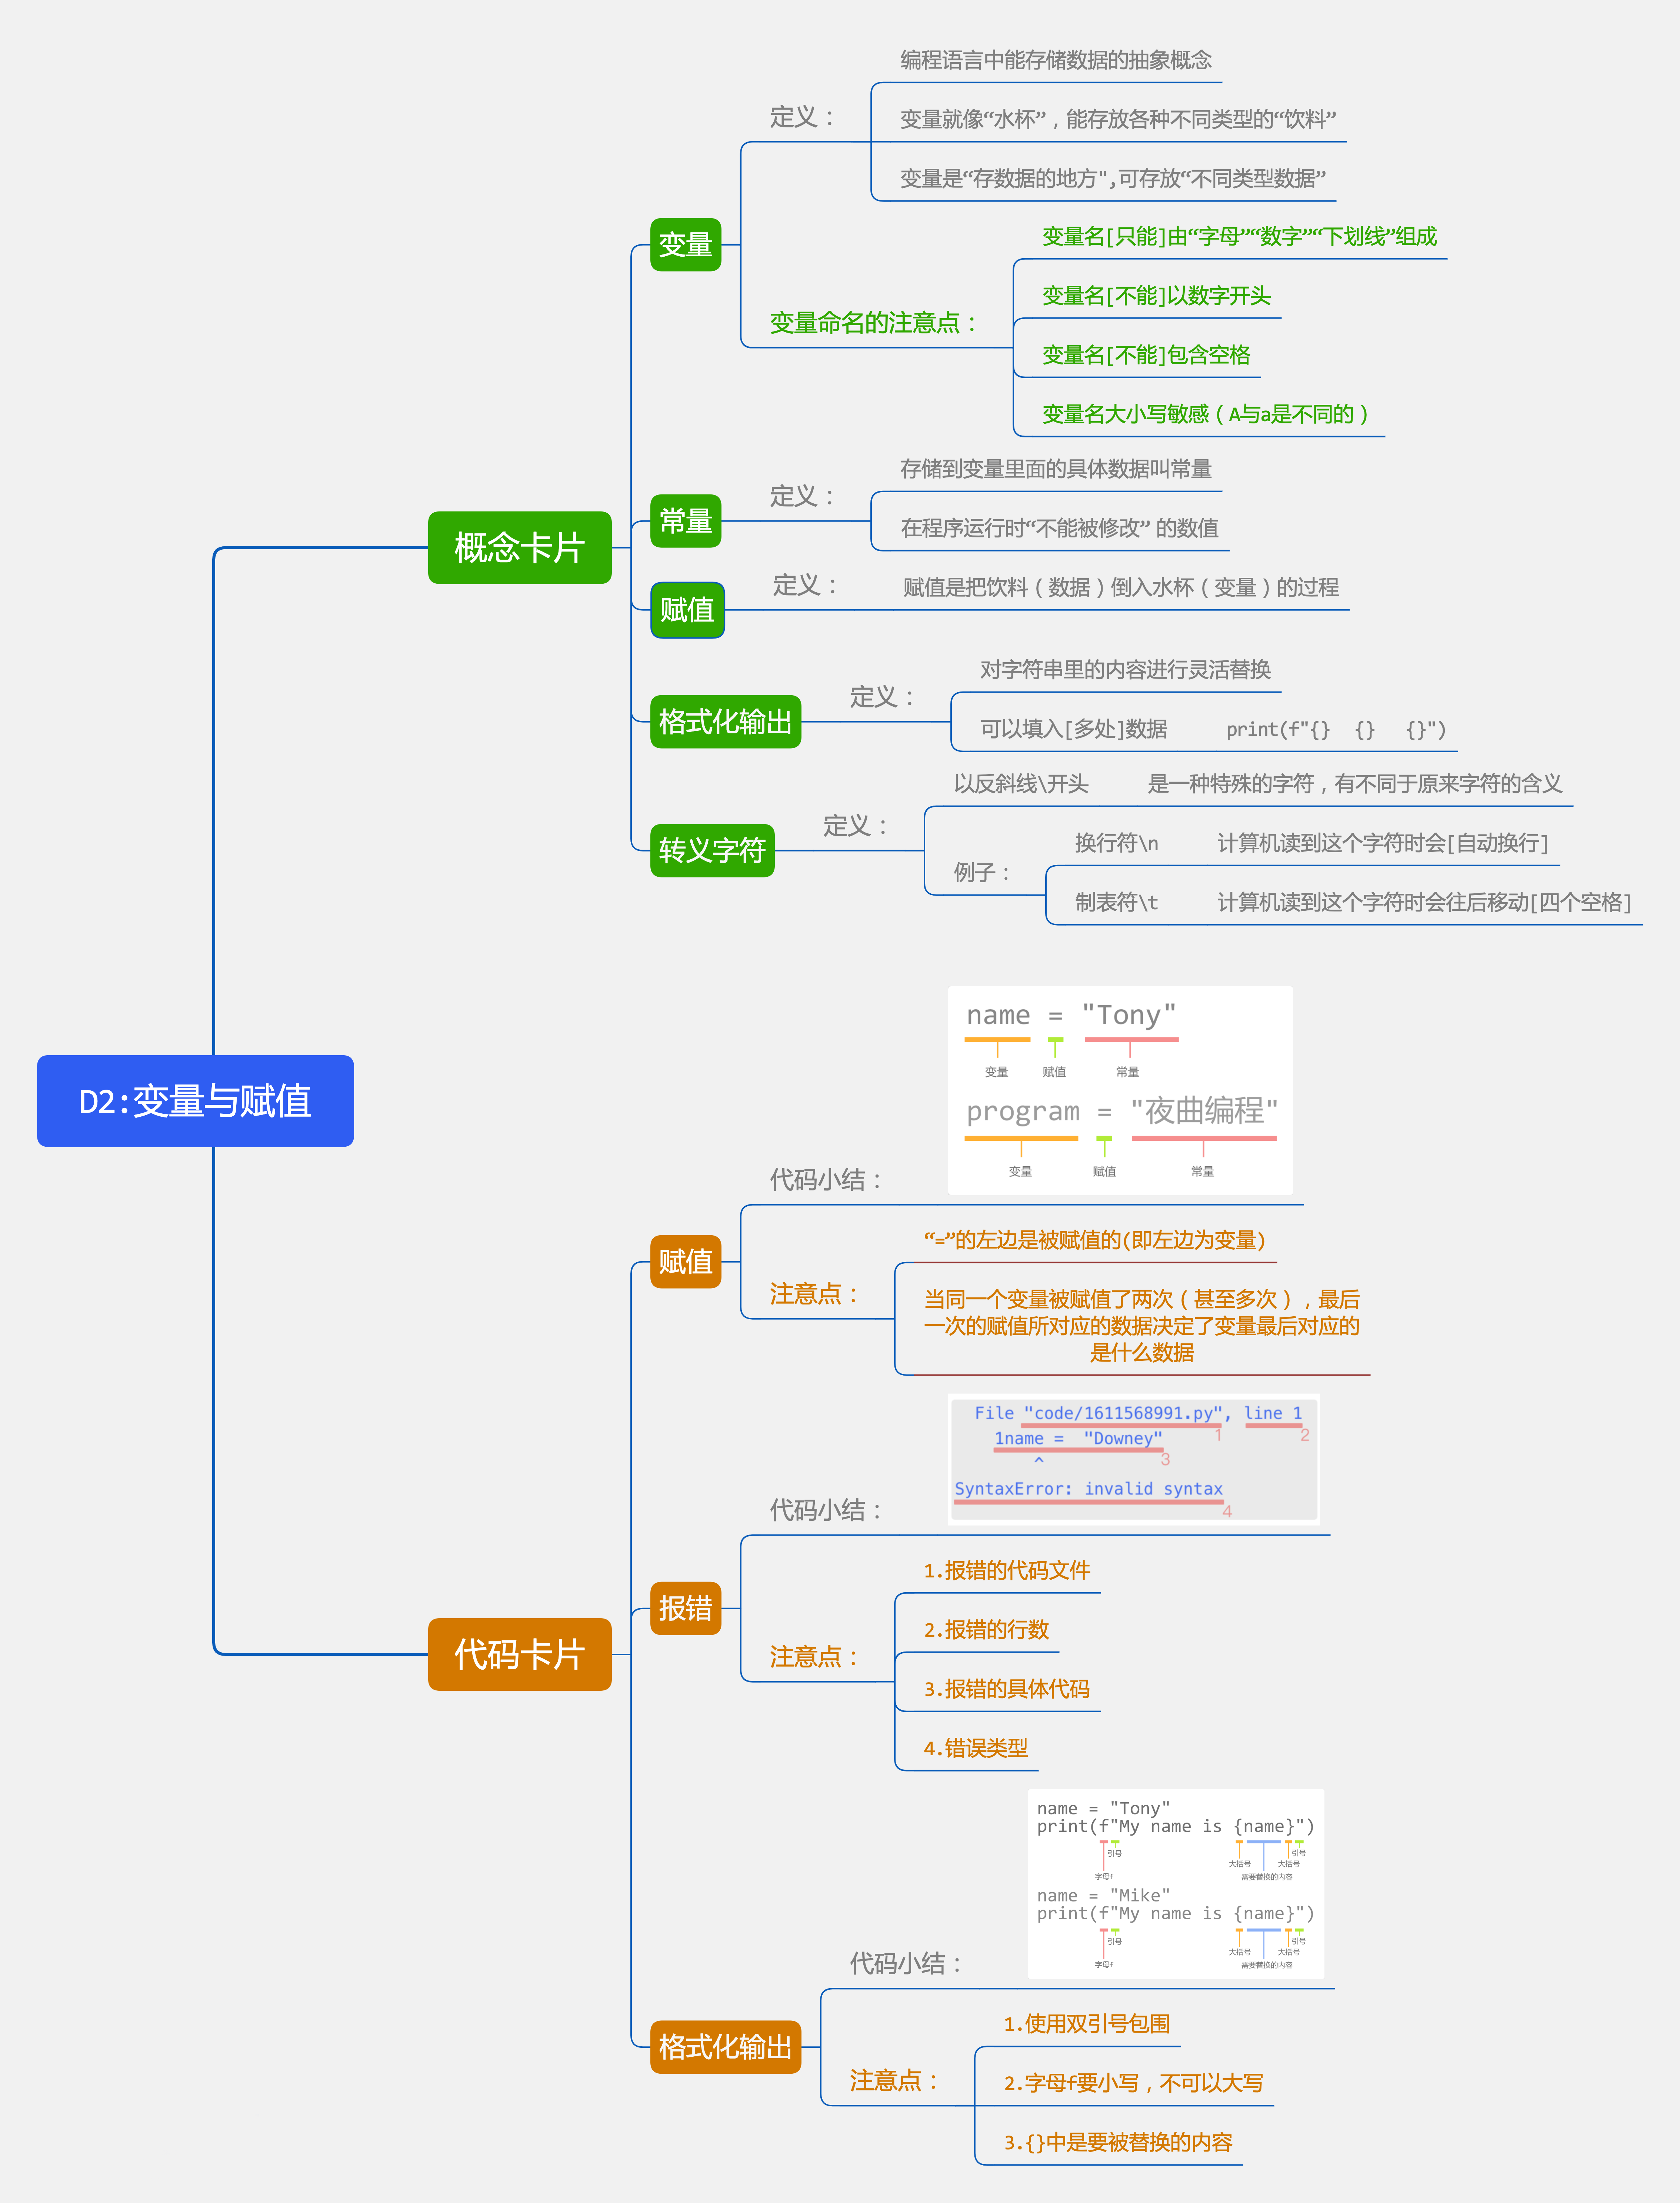 D2:变量与赋值
概念卡片
变量
定义：
编程语言中能存储数据的抽象概念
变量就像“水杯”，能存放各种不同类型的“饮料”
变量是“存数据的地方",可存放“不同类型数据”
变量命名的注意点：
变量名[只能]由“字母”“数字”“下划线”组成
变量名[不能]以数字开头
变量名[不能]包含空格
变量名大小写敏感（A与a是不同的）
常量
定义：
存储到变量里面的具体数据叫常量
在程序运行时“不能被修改” 的数值
赋值
定义：
赋值是把饮料（数据）倒入水杯（变量）的过程
格式化输出
定义：
对字符串里的内容进行灵活替换
可以填入[多处]数据 print(f"{} {} {}")
转义字符
定义：
以反斜线\开头 是一种特殊的字符，有不同于原来字符的含义
例子：
换行符\n 计算机读到这个字符时会[自动换行]
制表符\t 计算机读到这个字符时会往后移动[四个空格]
代码卡片
赋值
代码小结：
name = "Tony"
变量 赋值 常量
program = "夜曲编程"
变量 赋值 常量
注意点：
“=”的左边是被赋值的(即左边为变量)
当同一个变量被赋值了两次（甚至多次），最后
一次的赋值所对应的数据决定了变量最后对应的
是什么数据
报错
代码小结：
File "code/1611568991.py", line 1
1 2
1name = "Downey"
3
^
SyntaxError: invalid syntax
4
注意点：
1.报错的代码文件
2.报错的行数
3.报错的具体代码
4.错误类型
格式化输出
代码小结：
name = "Tony"
print(f"My name is {name}")
引号 引号
大括号 大括号
字母f 需要替换的内容
name = "Mike"
print(f"My name is {name}")
引号 引号
大括号 大括号
字母f 需要替换的内容
注意点：
1.使用双引号包围
2.字母f要小写，不可以大写
3.{}中是要被替换的内容